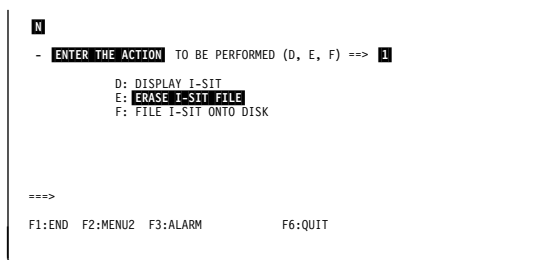 N
- ENTER THE ACTION TO BE PERFORMED (D, E, F) ==> 1
D: DISPLAY I-SIT
E: ERASE I-SIT FILE
F: FILE I-SIT ONTO DISK
===>
F1:END F2:MENU2 F3:ALARM F6:QUIT